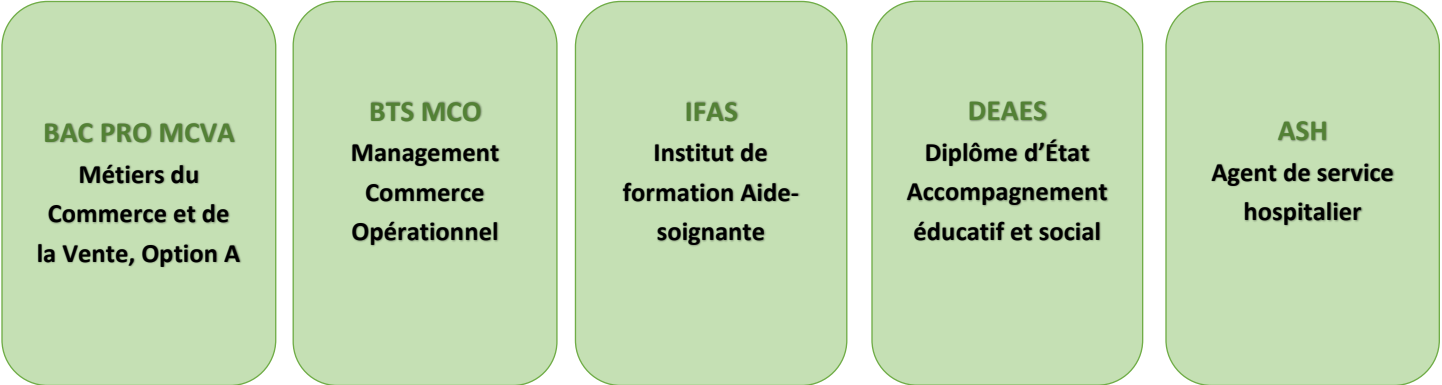 BAC PRO MCVA
Métiers du
Commerce et de
la Vente, Option A
BTS MCO
Management
Commerce
Opérationnel
IFAS
Institut de
formation Aide-
soignante
DEAES
Diplôme d’État
Accompagnement
éducatif et social
ASH
Agent de service
hospitalier